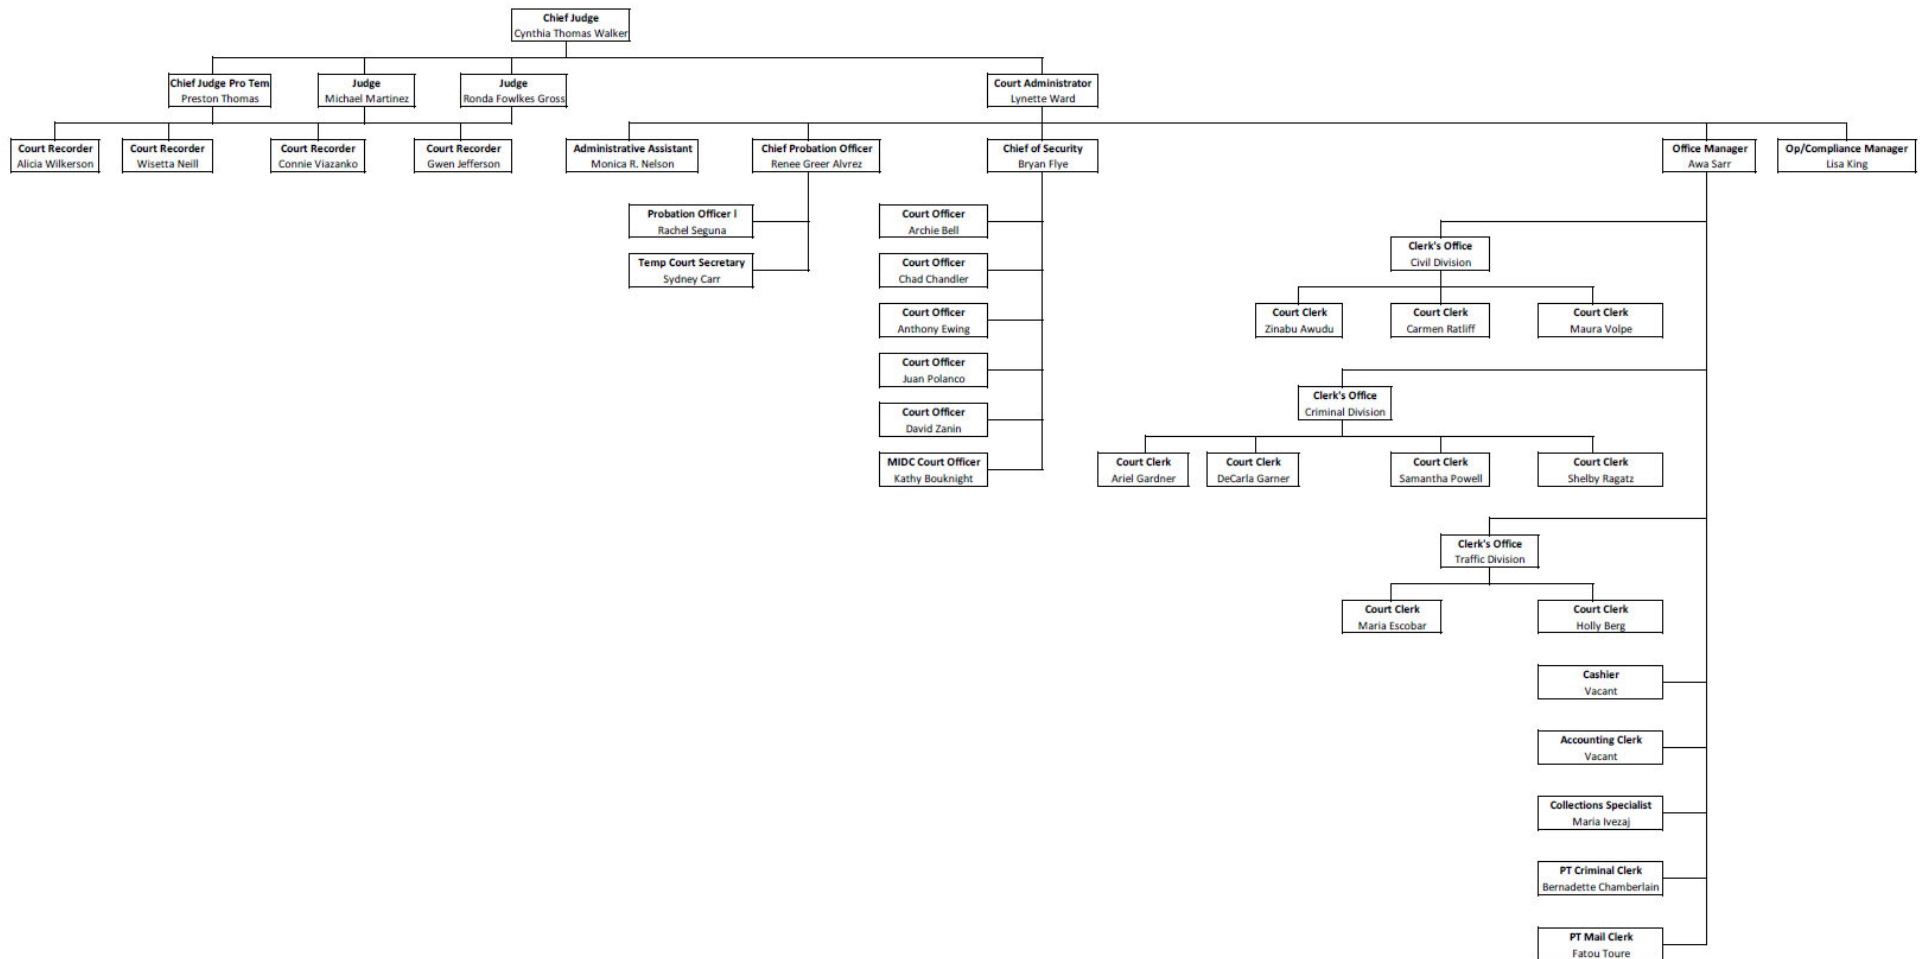 Chief Judge
Cynthia Thomas Walker
Chief Judge Pro Tem
Preston Thomas
Judge
Michael Martinez
Judge
Ronda Fowlkes Gross
Court Administrator
Lynette Ward
Court Recorder
Alicia Wilkerson
Court Recorder
Wisetta Neill
Court Recorder
Connie Viazanko
Court Recorder
Gwen Jefferson
Administrative Assistant
Monica R. Nelson
Chief Probation Officer
Renee Greer Alvrez
Chief of Security
Bryan Flye
Office Manager
Awa Sarr
Op/Compliance Manager
Lisa King
Probation Officer I
Rachel Seguna
Temp Court Secretary
Sydney Carr
Court Officer
Archie Bell
Court Officer
Chad Chandler
Court Officer
Anthony Ewing
Court Officer
Juan Polanco
Court Officer
David Zanin
MIDC Court Officer
Kathy Bouknight
Clerk's Office
Civil Division
Court Clerk
Zinabu Awudu
Court Clerk
Carmen Ratliff
Court Clerk
Maura Volpe
Clerk's Office
Criminal Division
Court Clerk
Ariel Gardner
Court Clerk
DeCarla Garner
Court Clerk
Samantha Powell
Court Clerk
Shelby Ragatz
Clerk's Office
Traffic Division
Court Clerk
Maria Escobar
Court Clerk
Holly Berg
Cashier
Vacant
Accounting Clerk
Vacant
Collections Specialist
Maria Ivezaj
PT Criminal Clerk
Bernadette Chamberlain
PT Mail Clerk
Fatou Toure